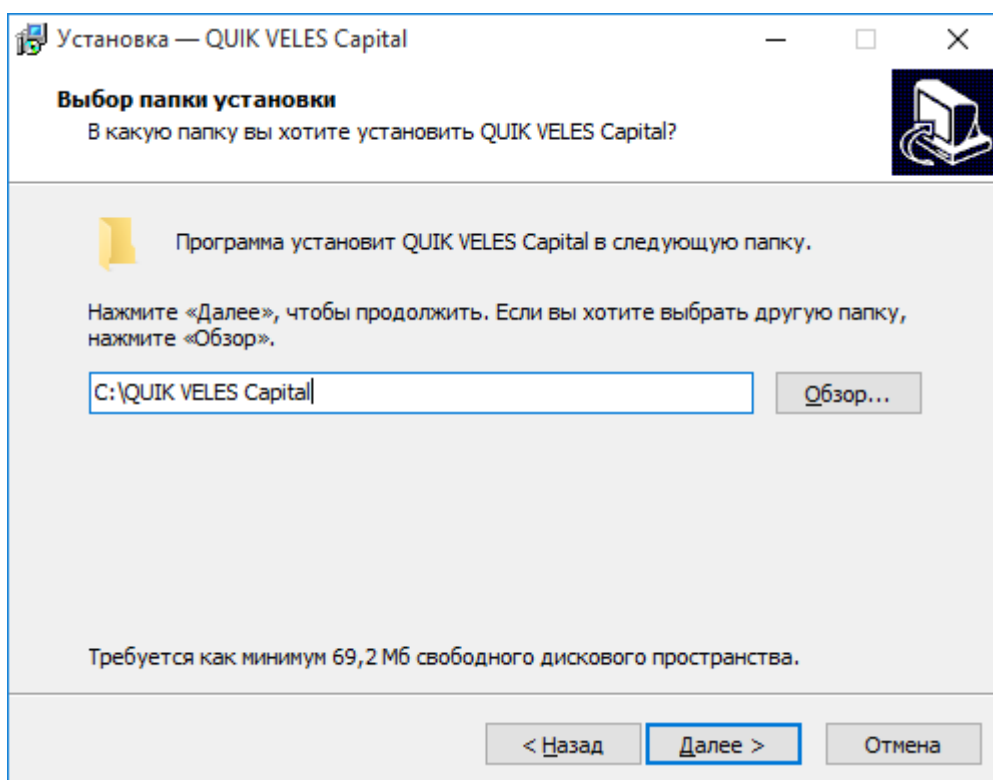 Установка — QUIK VELES Capital
Выбор папки установки
В какую папку вы хотите установить QUIK VELES Capital?
Программа установит QUIK VELES Capital в следующую папку.
Нажмите «Далее», чтобы продолжить. Если вы хотите выбрать другую папку,
нажмите «Обзор».
C:\QUIK VELES Capital
Обзор...
Требуется как минимум 69,2 Мб свободного дискового пространства.
< Назад
Далее >
Отмена